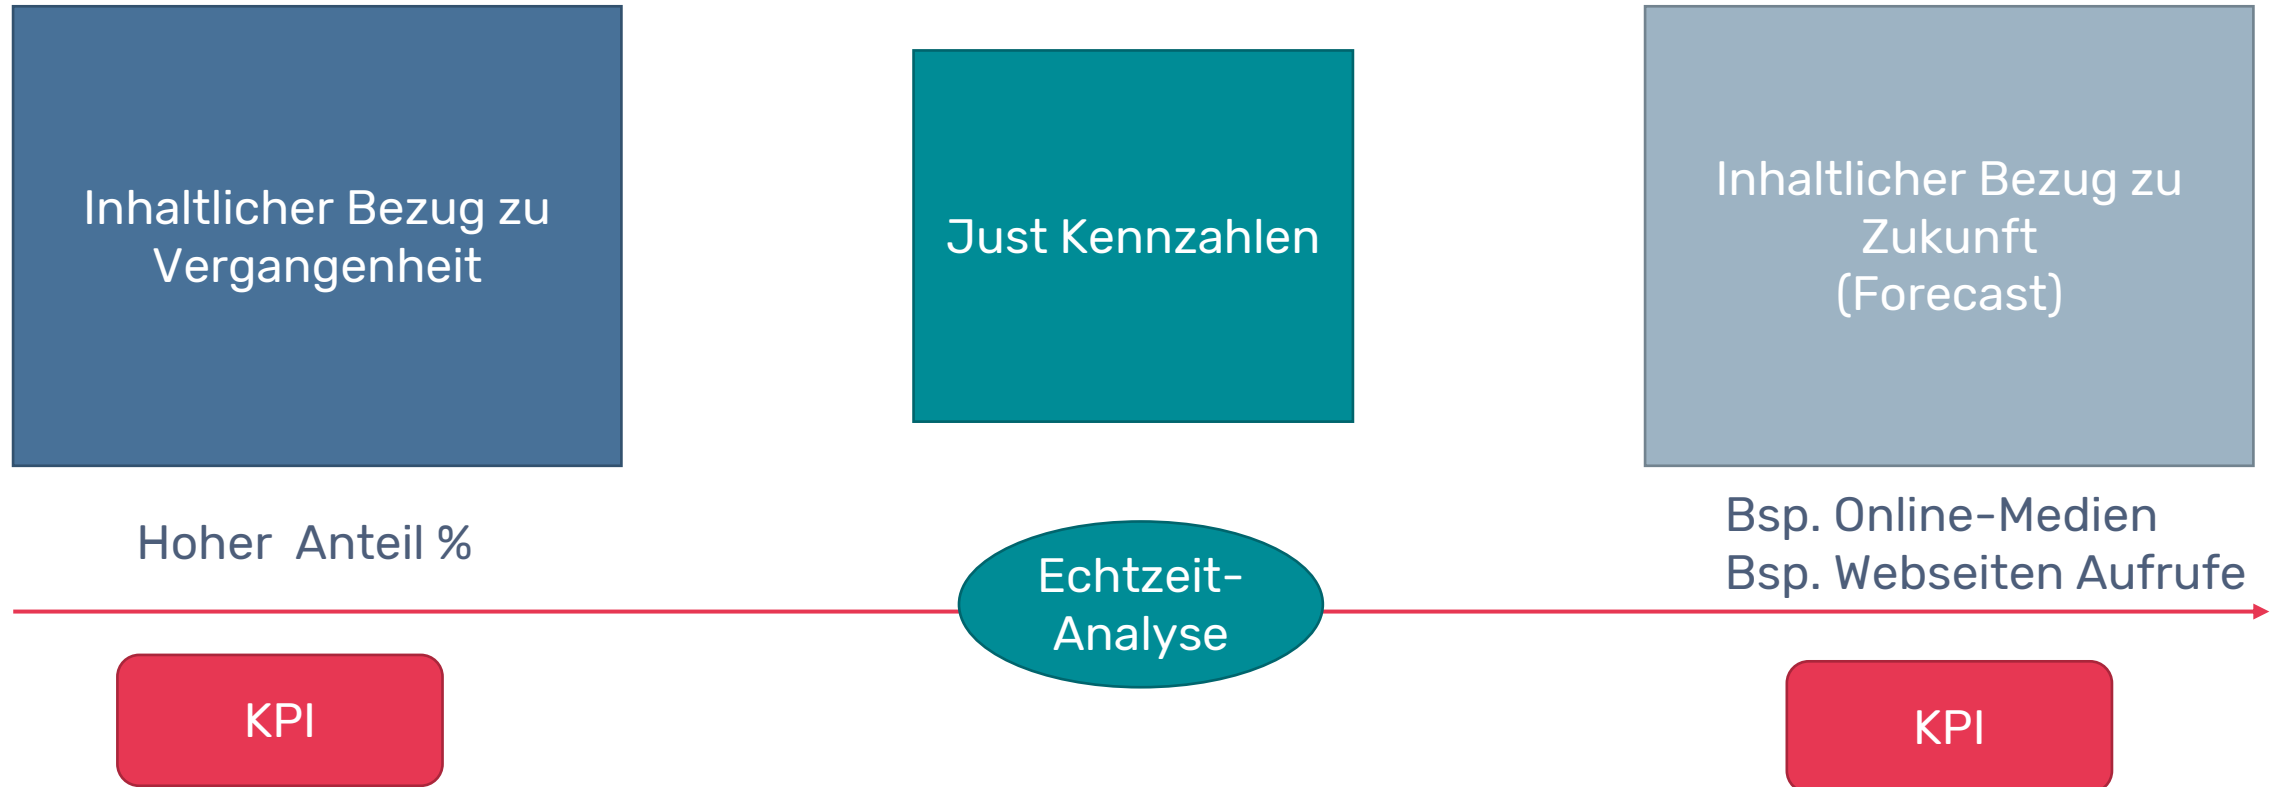 Inhaltlicher Bezug zu
Vergangenheit
Just Kennzahlen
Inhaltlicher Bezug zu
Zukunft
(Forecast)
Hoher  Anteil %
Echtzeit-
Analyse
Bsp. Online-Medien
Bsp. Webseiten Aufrufe
KPI
KPI